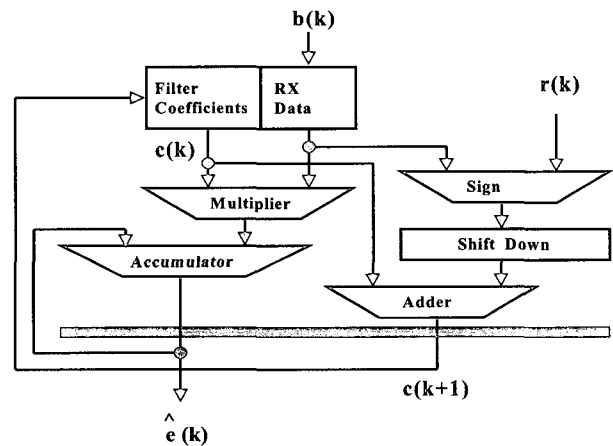 b(k)
Filter
Coefficients
RX
Data
r(k)
c(k)
Sign
Multiplier
Shift Down
Accumulator
Adder
c(k+1)
ê(k)